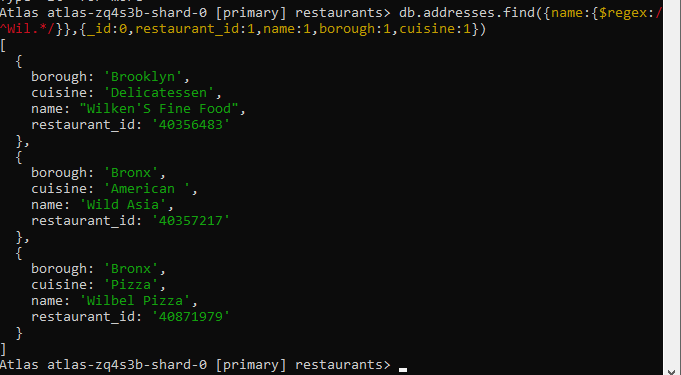 Atlas atlas-zq4s3b-shard-0 [primary] restaurants> db.addresses.find({name:{$regex:/
^Wil.*/}},{_id:0,restaurant_id:1,name:1,borough:1,cuisine:1})
[
  {
    borough: 'Brooklyn',
    cuisine: 'Delicatessen',
    name: "Wilken'S Fine Food",
    restaurant_id: '40356483'
  },
  {
    borough: 'Bronx',
    cuisine: 'American ',
    name: 'Wild Asia',
    restaurant_id: '40357217'
  },
  {
    borough: 'Bronx',
    cuisine: 'Pizza',
    name: 'Wilbel Pizza',
    restaurant_id: '40871979'
  }
]
Atlas atlas-zq4s3b-shard-0 [primary] restaurants>